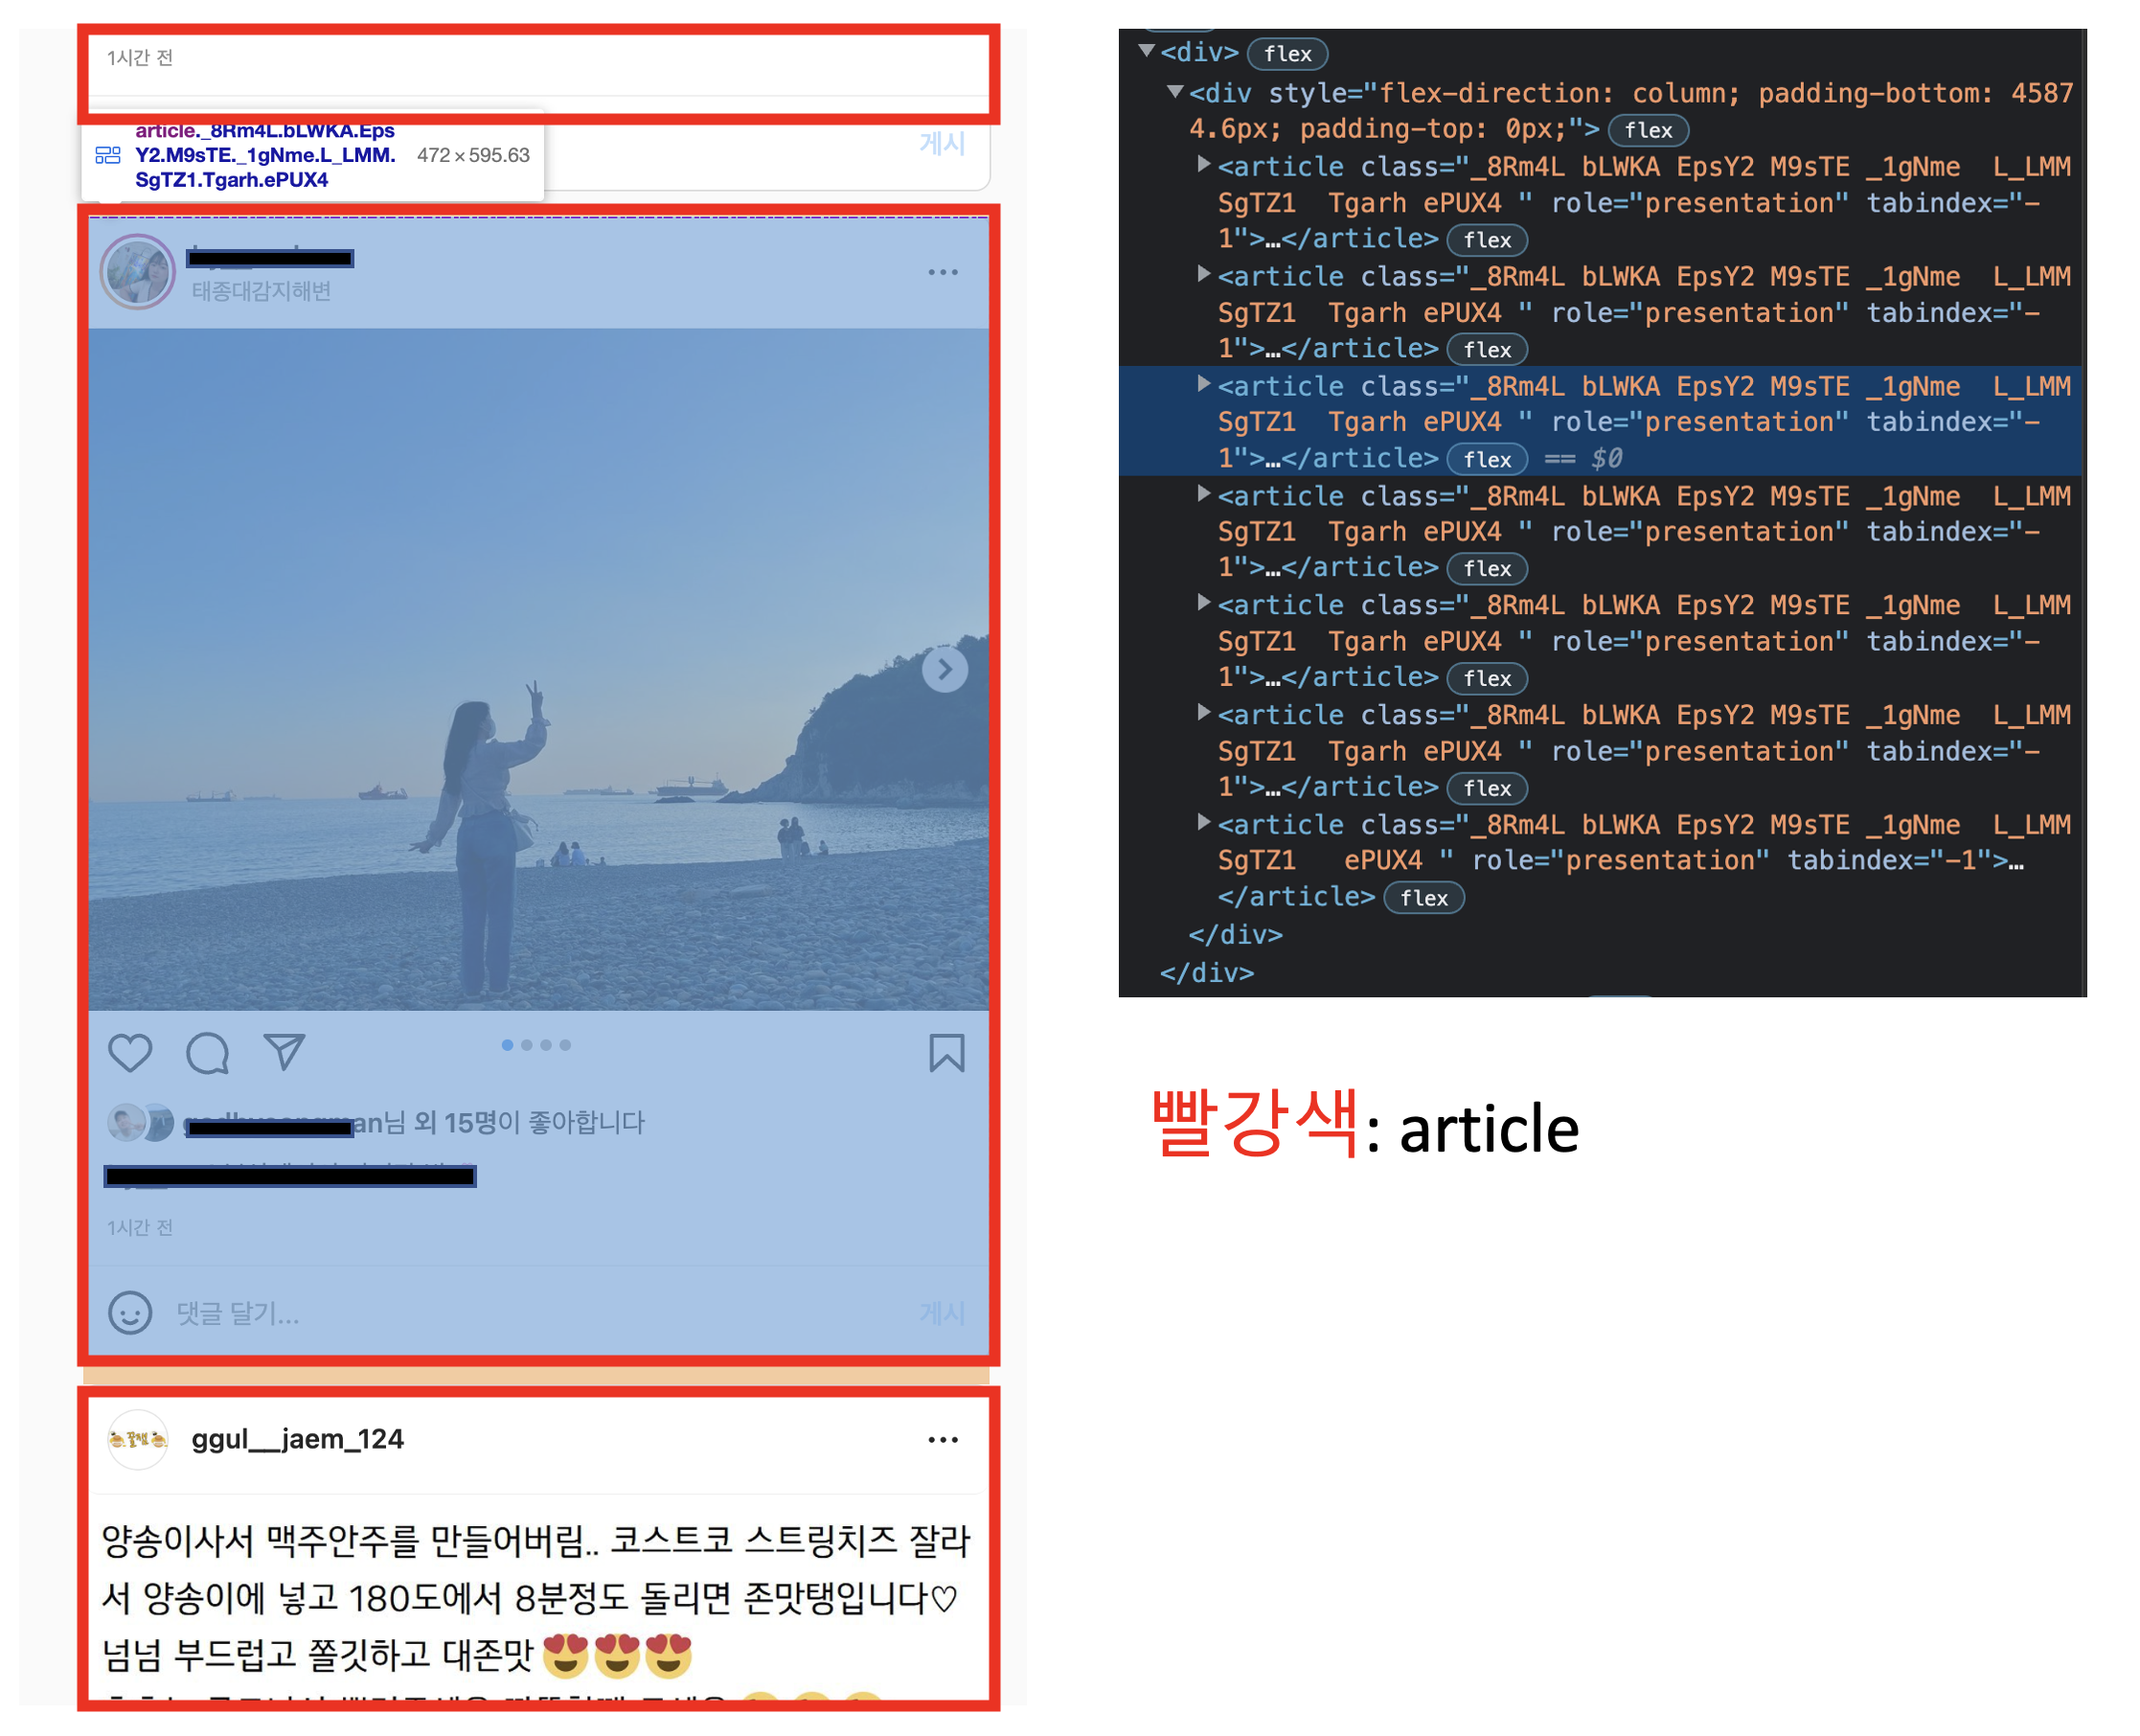 1시간 전
article._8Rm4L.bLWKA.Eps
Y2.M9sTE._1gNme.L_LMM.
SgTZ1.Tgarh.ePUX4
472 × 595.63
게시
태종대감지해변
an님 외 15명이 좋아합니다
1시간 전
댓글 달기...
게시
ggul__jaem_124
양송이사서 맥주안주를 만들어버림.. 코스트코 스트링치즈 잘라
서 양송이에 넣고 180도에서 8분정도 돌리면 존맛탱입니다♡
넘넘 부드럽고 쫄깃하고 대존맛 😍😍😍
▼<div> flex
▼<div style="flex-direction: column; padding-bottom: 4587
4.6px; padding-top: 0px;"> flex
▶<article class="_8Rm4L bLWKA EpsY2 M9sTE _1gNme  L_LMM
SgTZ1  Tgarh ePUX4 " role="presentation" tabindex="-
1">…</article> flex
▶<article class="_8Rm4L bLWKA EpsY2 M9sTE _1gNme  L_LMM
SgTZ1  Tgarh ePUX4 " role="presentation" tabindex="-
1">…</article> flex
▶<article class="_8Rm4L bLWKA EpsY2 M9sTE _1gNme  L_LMM
SgTZ1  Tgarh ePUX4 " role="presentation" tabindex="-
1">…</article> flex == $0
▶<article class="_8Rm4L bLWKA EpsY2 M9sTE _1gNme  L_LMM
SgTZ1  Tgarh ePUX4 " role="presentation" tabindex="-
1">…</article> flex
▶<article class="_8Rm4L bLWKA EpsY2 M9sTE _1gNme  L_LMM
SgTZ1  Tgarh ePUX4 " role="presentation" tabindex="-
1">…</article> flex
▶<article class="_8Rm4L bLWKA EpsY2 M9sTE _1gNme  L_LMM
SgTZ1  Tgarh ePUX4 " role="presentation" tabindex="-
1">…</article> flex
▶<article class="_8Rm4L bLWKA EpsY2 M9sTE _1gNme  L_LMM
SgTZ1   ePUX4 " role="presentation" tabindex="-1">…
</article> flex
</div>
</div>
빨강색: article